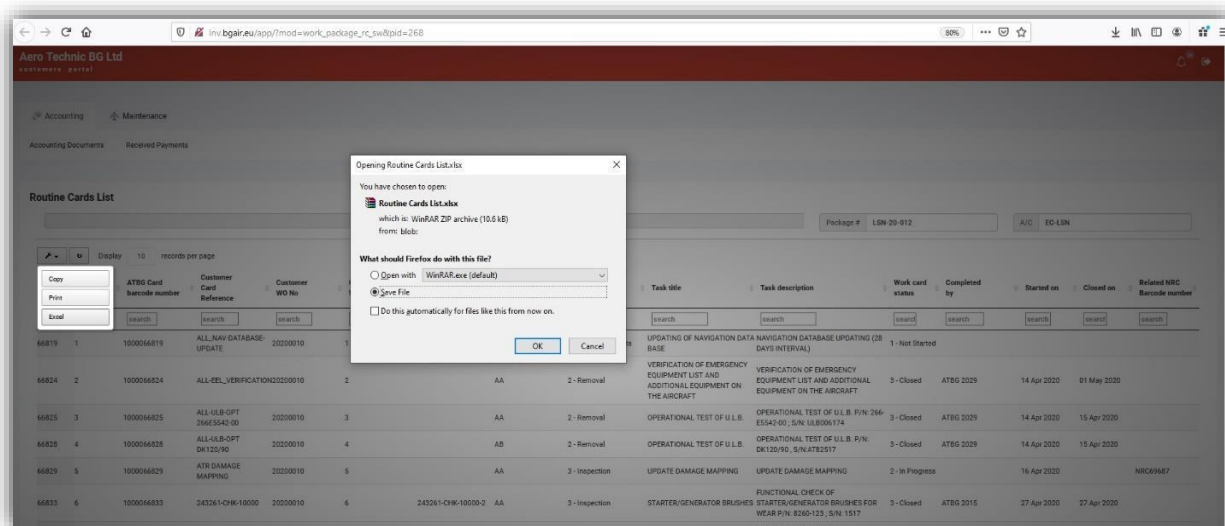 inv.bgair.eu/app/?mod=work_package_rc_sw&pid=268
80%
Aero Technic BG Ltd
customers portal
Accounting
Maintenance
Accounting Documents
Received Payments
Routine Cards List
Package # LSN-20-012
A/C EC-LSN
Display 10 records per page
Copy
Print
Excel
Opening Routine Cards List.xlsx
You have chosen to open:
Routine Cards List.xlsx
which is: WinRAR ZIP archive (10.6 kB)
from: blob:
What should Firefox do with this file?
Open with WinRAR.exe (default)
Save File
Do this automatically for files like this from now on.
OK
Cancel
ATBG Card barcode number
Customer Card Reference
Customer WO No
Task title
Task description
Work card status
Completed by
Started on
Closed on
Related NRC Barcode number
search search search search search search search search search search
66819 1 1000066819 ALL_NAV-DATABASE-UPDATE 20200010 1 UPDATING OF NAVIGATION DATA BASE NAVIGATION DATABASE UPDATING (28 DAYS INTERVAL) 1 - Not Started
66824 2 1000066824 ALL-EEL_VERIFICATION 20200010 2 AA 2 - Removal VERIFICATION OF EMERGENCY EQUIPMENT LIST AND ADDITIONAL EQUIPMENT ON THE AIRCRAFT VERIFICATION OF EMERGENCY EQUIPMENT LIST AND ADDITIONAL EQUIPMENT ON THE AIRCRAFT 3 - Closed ATBG 2029 14 Apr 2020 01 May 2020
66825 3 1000066825 ALL-ULB-OPT 266E5542-00 20200010 3 AA 2 - Removal OPERATIONAL TEST OF U.L.B. OPERATIONAL TEST OF U.L.B. P/N: 266-E5542-00 ; S/N: ULB006174 3 - Closed ATBG 2029 14 Apr 2020 15 Apr 2020
66828 4 1000066828 ALL-ULB-OPT DK120/90 20200010 4 AB 2 - Removal OPERATIONAL TEST OF U.L.B. OPERATIONAL TEST OF U.L.B. P/N: DK120/90 , S/N:AT82517 3 - Closed ATBG 2029 14 Apr 2020 15 Apr 2020
66829 5 1000066829 ATR DAMAGE MAPPING 20200010 5 AA 3 - Inspection UPDATE DAMAGE MAPPING UPDATE DAMAGE MAPPING 2 - In Progress 16 Apr 2020 NRC69687
66833 6 1000066833 243261-CHK-10000 20200010 6 243261-CHK-10000-2 AA 3 - Inspection STARTER/GENERATOR BRUSHES FUNCTIONAL CHECK OF STARTER/GENERATOR BRUSHES FOR WEAR P/N: 8260-123 ; S/N: 1517 3 - Closed ATBG 2015 27 Apr 2020 27 Apr 2020